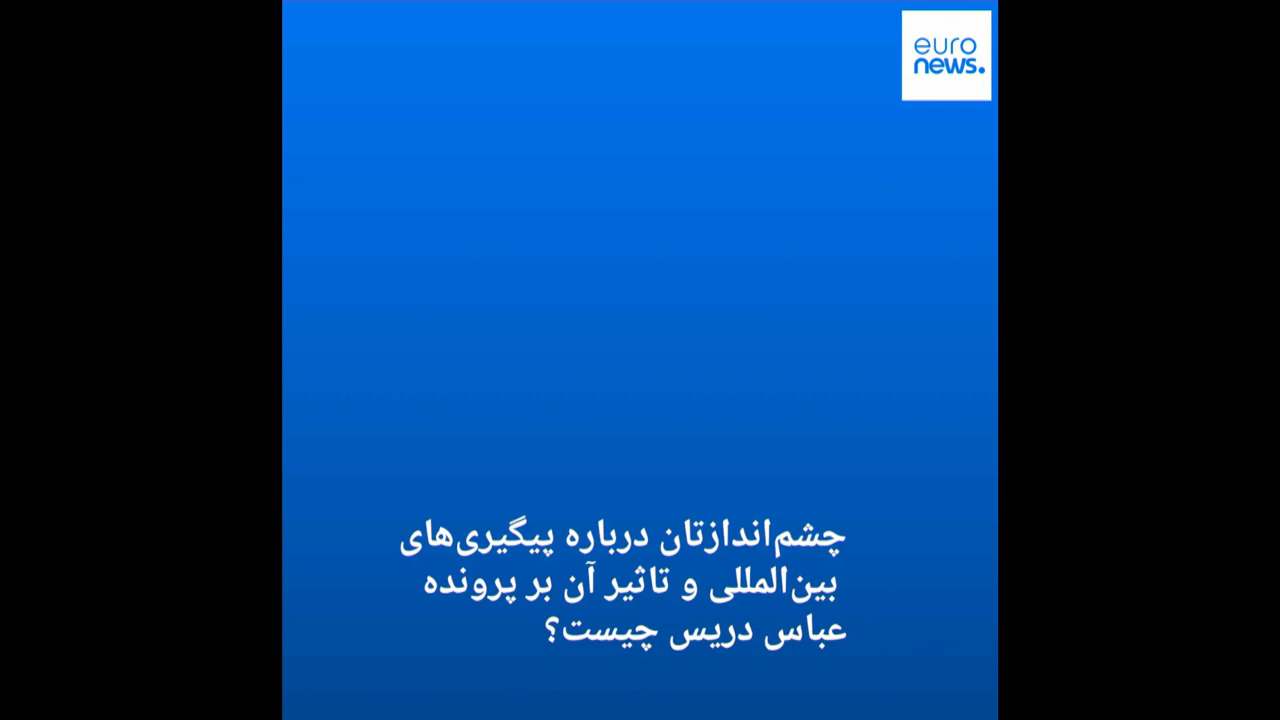 euro
news.
چشم‌اندازتان درباره پیگیری‌های
بین‌المللی و تاثیر آن بر پرونده
عباس دریس چیست؟